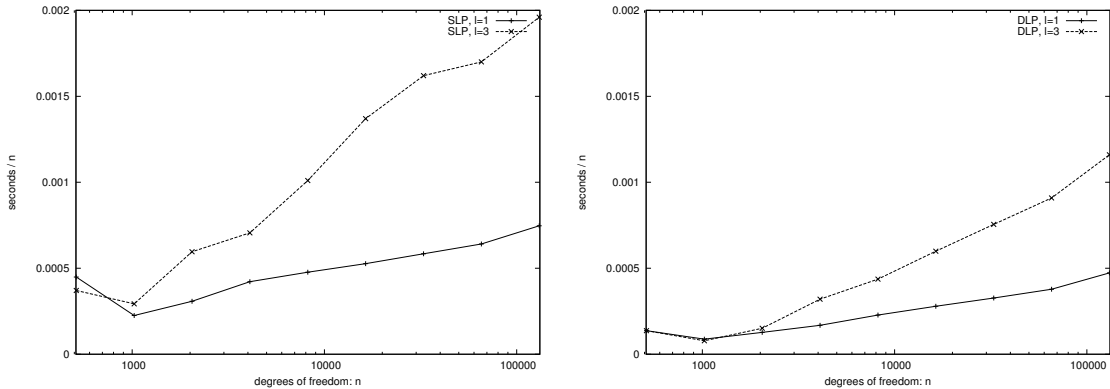 0.002
0.0015
0.001
0.0005
0
seconds / n
1000
10000
100000
degrees of freedom: n
SLP, l=1
SLP, l=3
0.002
0.0015
0.001
0.0005
0
seconds / n
1000
10000
100000
degrees of freedom: n
DLP, l=1
DLP, l=3